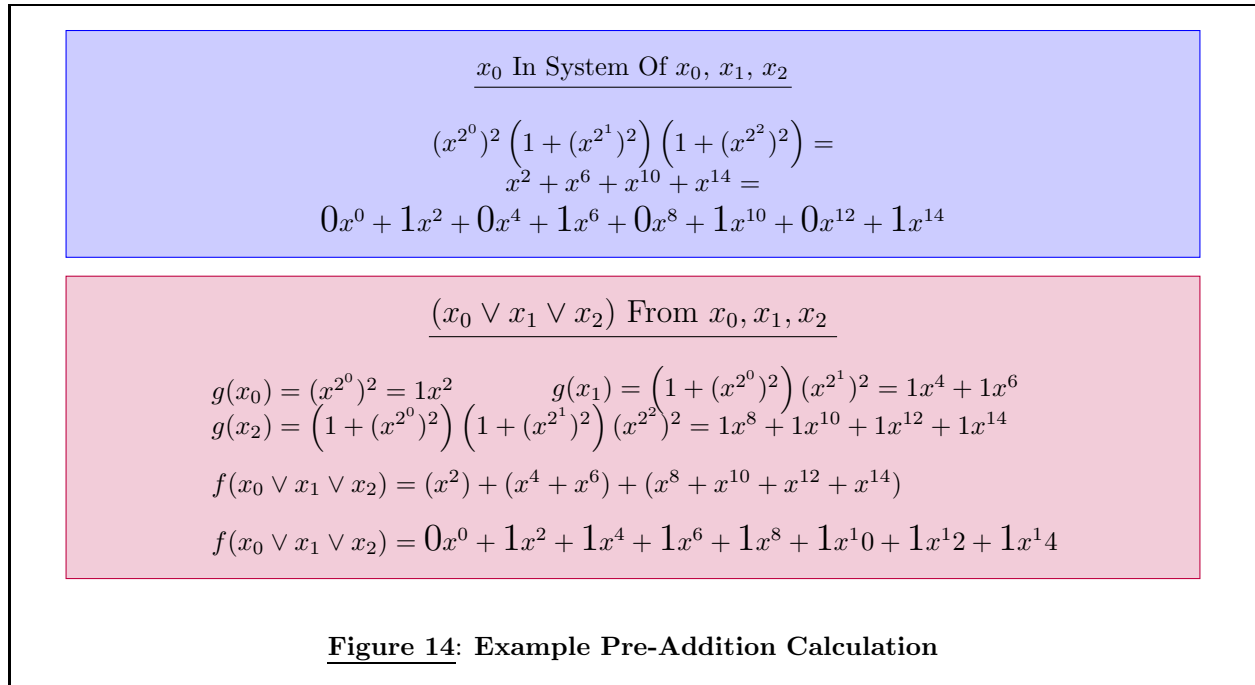 x_0 In System Of x_0, x_1, x_2
(x^{2^0})^2 (1 + (x^{2^1})^2) (1 + (x^{2^2})^2) =
x^2 + x^6 + x^{10} + x^{14} =
0x^0 + 1x^2 + 0x^4 + 1x^6 + 0x^8 + 1x^{10} + 0x^{12} + 1x^{14}
(x_0 ∨ x_1 ∨ x_2) From x_0, x_1, x_2
g(x_0) = (x^{2^0})^2 = 1x^2 g(x_1) = (1 + (x^{2^0})^2) (x^{2^1})^2 = 1x^4 + 1x^6
g(x_2) = (1 + (x^{2^0})^2) (1 + (x^{2^1})^2) (x^{2^2})^2 = 1x^8 + 1x^{10} + 1x^{12} + 1x^{14}
f(x_0 ∨ x_1 ∨ x_2) = (x^2) + (x^4 + x^6) + (x^8 + x^{10} + x^{12} + x^{14})
f(x_0 ∨ x_1 ∨ x_2) = 0x^0 + 1x^2 + 1x^4 + 1x^6 + 1x^8 + 1x^10 + 1x^12 + 1x^14
Figure 14: Example Pre-Addition Calculation